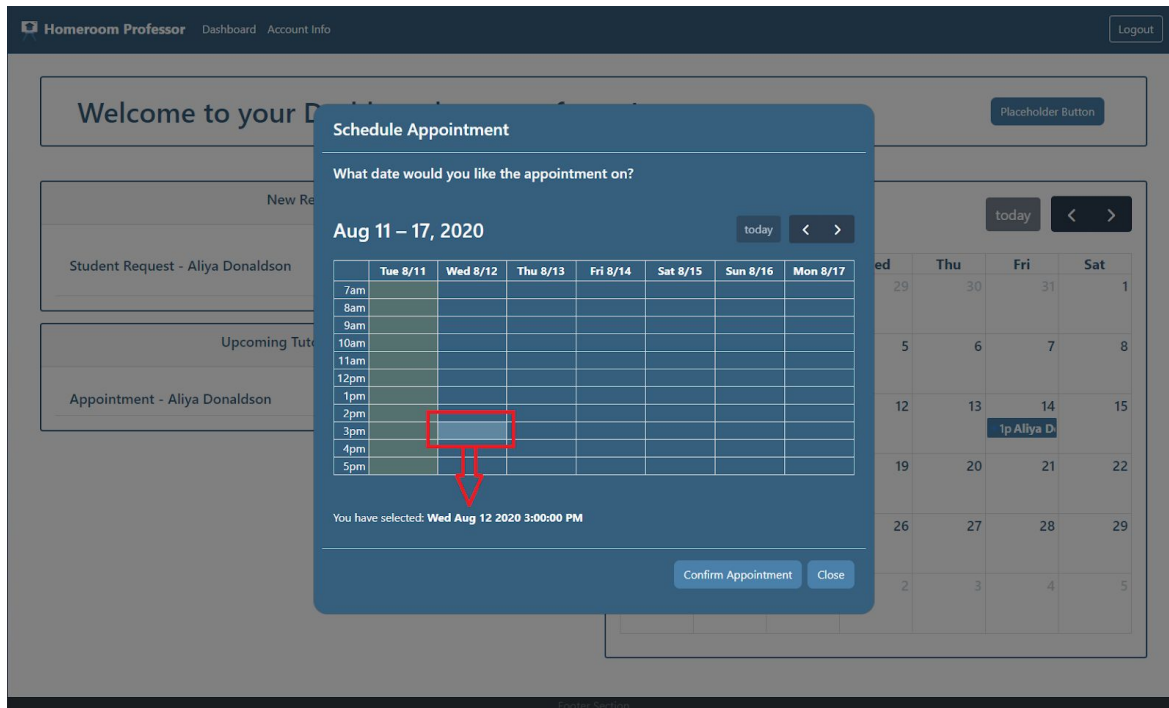 Homeroom Professor Dashboard Account Info Logout
Welcome to your
Placeholder Button
Schedule Appointment
What date would you like the appointment on?
Aug 11 – 17, 2020 today < >
Tue 8/11 Wed 8/12 Thu 8/13 Fri 8/14 Sat 8/15 Sun 8/16 Mon 8/17
7am
8am
9am
10am
11am
12pm
1pm
2pm
3pm
4pm
5pm
You have selected: Wed Aug 12 2020 3:00:00 PM
Confirm Appointment Close
New Re
Student Request - Aliya Donaldson
Upcoming Tut
Appointment - Aliya Donaldson
today < >
ed Thu Fri Sat
29 30 31 1
5 6 7 8
12 13 14 15
1p Aliya D
19 20 21 22
26 27 28 29
2 3 4 5
Footer Section